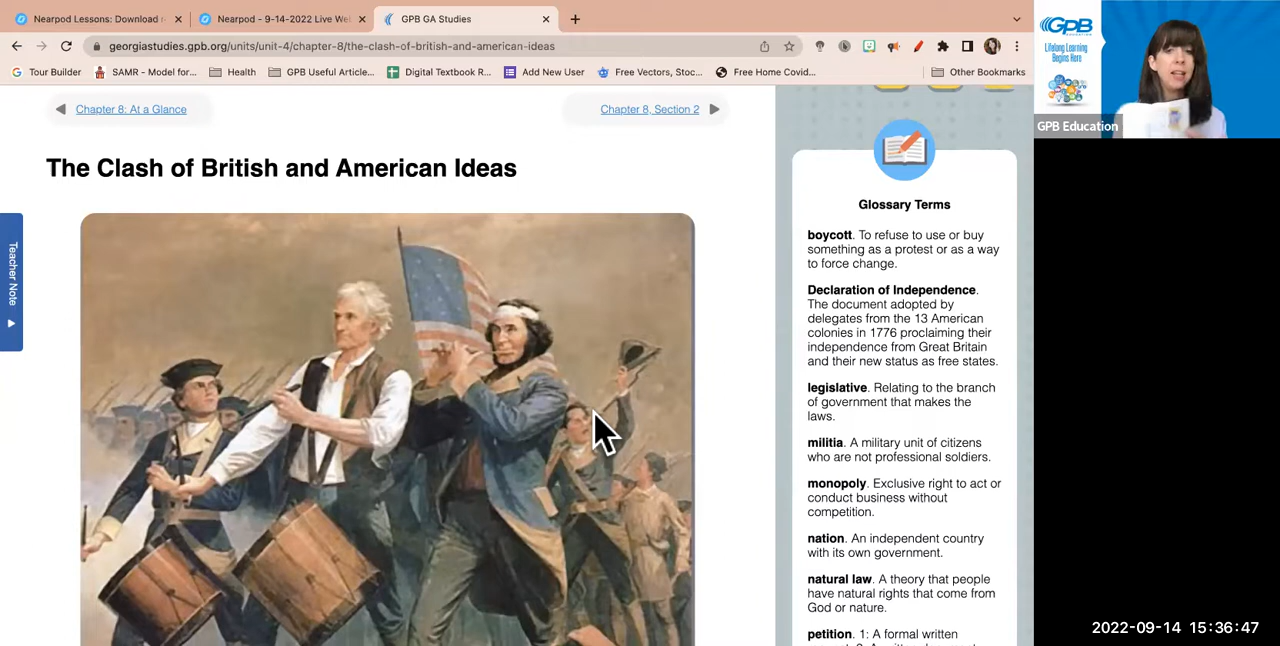 Nearpod Lessons: Download r
Nearpod - 9-14-2022 Live We
GPB GA Studies
georgiastudies.gpb.org/units/unit-4/chapter-8/the-clash-of-british-and-american-ideas
Tour Builder
SAMR - Model for...
Health
GPB Useful Article...
Digital Textbook R...
Add New User
Free Vectors, Stoc...
Free Home Covid...
Other Bookmarks
GPB
Lifelong Learning
Begins Here
GPB Education
Chapter 8: At a Glance
Chapter 8, Section 2
The Clash of British and American Ideas
Teacher Note
Glossary Terms
boycott. To refuse to use or buy
something as a protest or as a way
to force change.
Declaration of Independence.
The document adopted by
delegates from the 13 American
colonies in 1776 proclaiming their
independence from Great Britain
and their new status as free states.
legislative. Relating to the branch
of government that makes the
laws.
militia. A military unit of citizens
who are not professional soldiers.
monopoly. Exclusive right to act or
conduct business without
competition.
nation. An independent country
with its own government.
natural law. A theory that people
have natural rights that come from
God or nature.
petition. 1: A formal written
2022-09-14 15:36:47